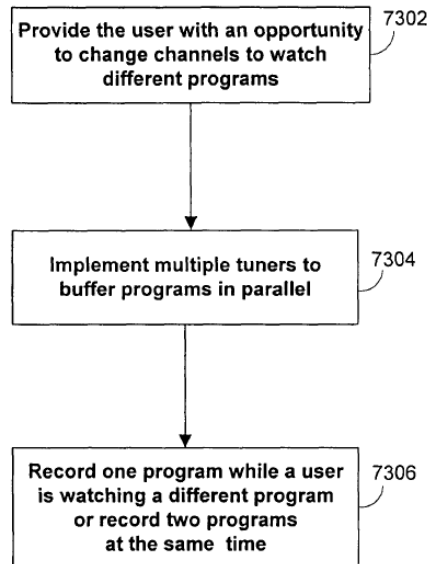 Provide the user with an opportunity
to change channels to watch
different programs
7302
Implement multiple tuners to
buffer programs in parallel
7304
Record one program while a user
is watching a different program
or record two programs
at the same time
7306